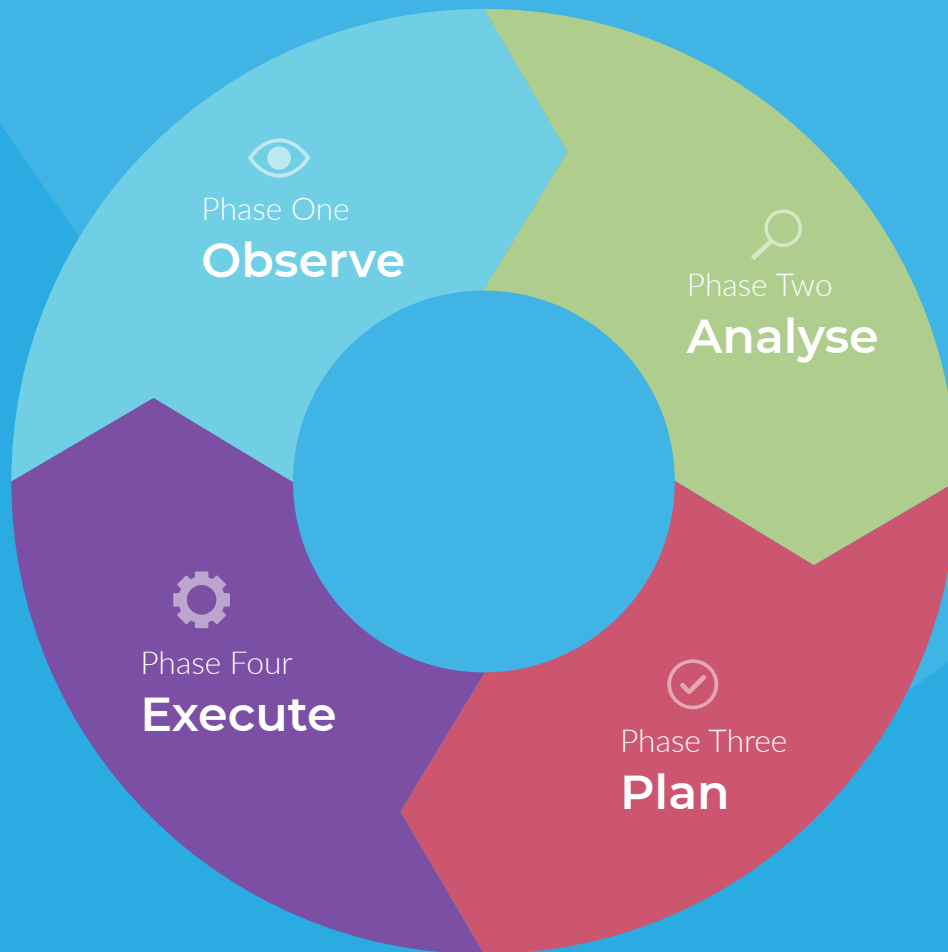 Phase One
Observe
Phase Two
Analyse
Phase Three
Plan
Phase Four
Execute